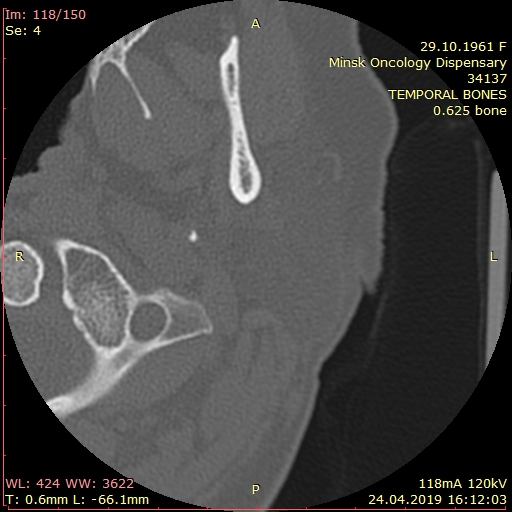 Im: 118/150
Se: 4
A
29.10.1961 F
Minsk Oncology Dispensary
34137
TEMPORAL BONES
0.625 bone
R
L
WL: 424 WW: 3622
T: 0.6mm L: -66.1mm
P
118mA 120kV
24.04.2019 16:12:03